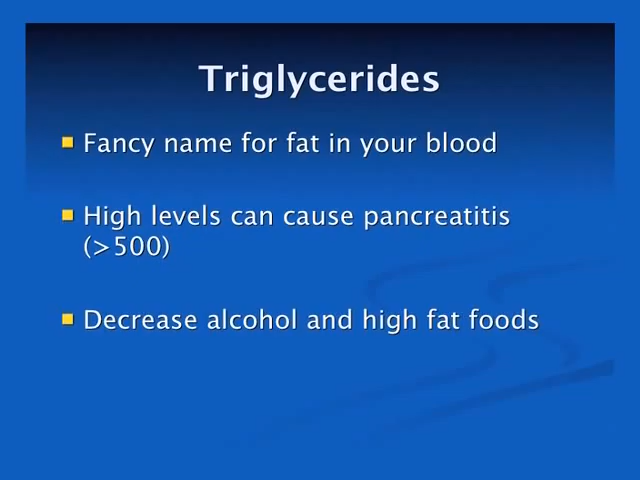 Triglycerides
Fancy name for fat in your blood
High levels can cause pancreatitis
(>500)
Decrease alcohol and high fat foods